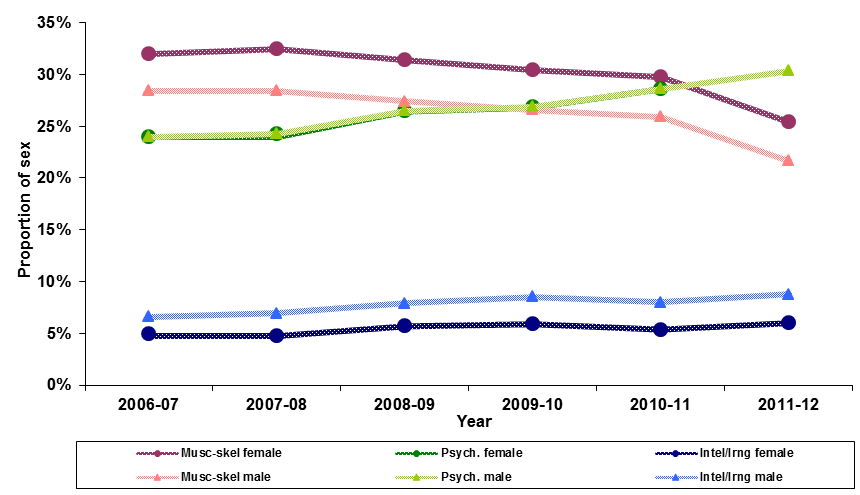 35%
30%
25%
20%
15%
10%
5%
0%
Proportion of sex
2006-07 2007-08 2008-09 2009-10 2010-11 2011-12
Year
Musc-skel female Psych. female Intel/lrng female
Musc-skel male Psych. male Intel/lrng male